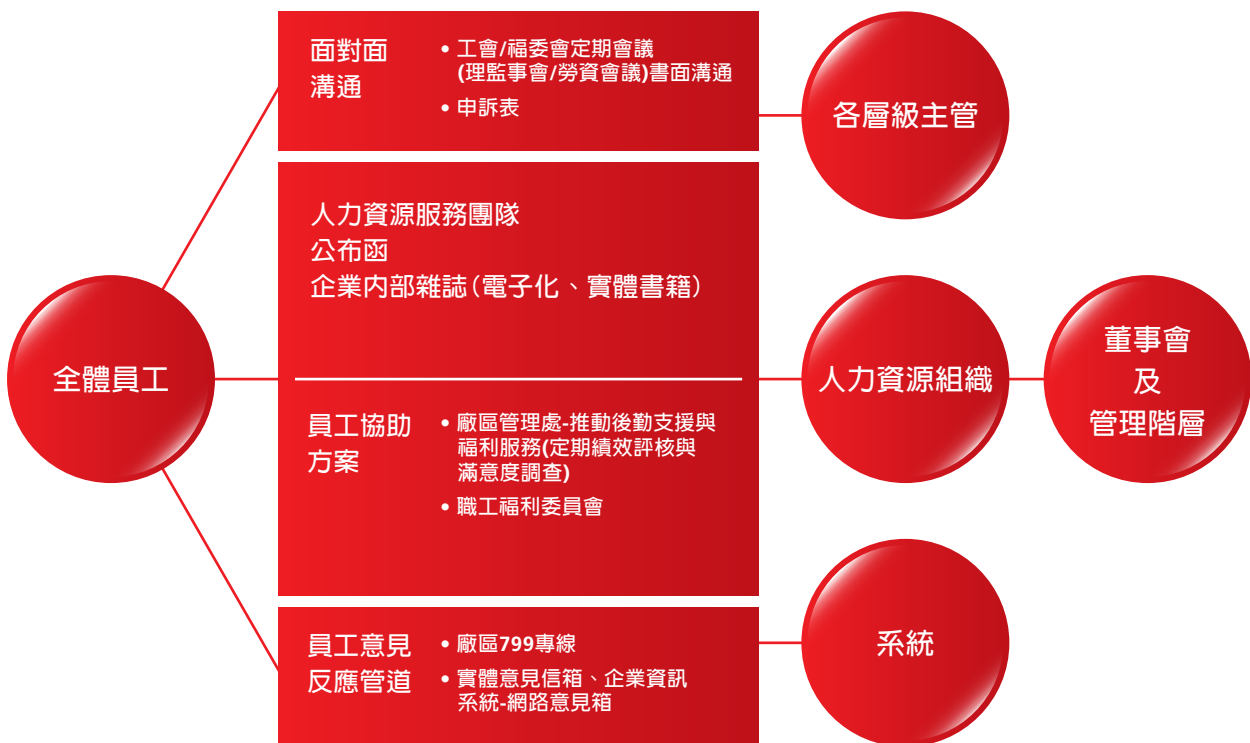 全體員工
面對面
溝通
• 工會/福委會定期會議
(理監事會/勞資會議)書面溝通
• 申訴表
人力資源服務團隊
公布函
企業內部雜誌(電子化、實體書籍)
員工協助
方案
• 廠區管理處-推動後勤支援與
福利服務(定期績效評核與
滿意度調查)
• 職工福利委員會
員工意見
反應管道
• 廠區799專線
• 實體意見信箱、企業資訊
系統-網路意見箱
各層級主管
人力資源組織
系統
董事會
及
管理階層